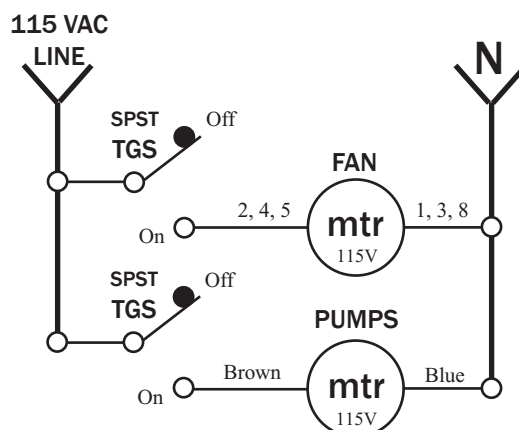 115 VAC
LINE
N
SPST
TGS
Off
FAN
On
2, 4, 5
mtr
115V
1, 3, 8
SPST
TGS
Off
PUMPS
On
Brown
mtr
115V
Blue